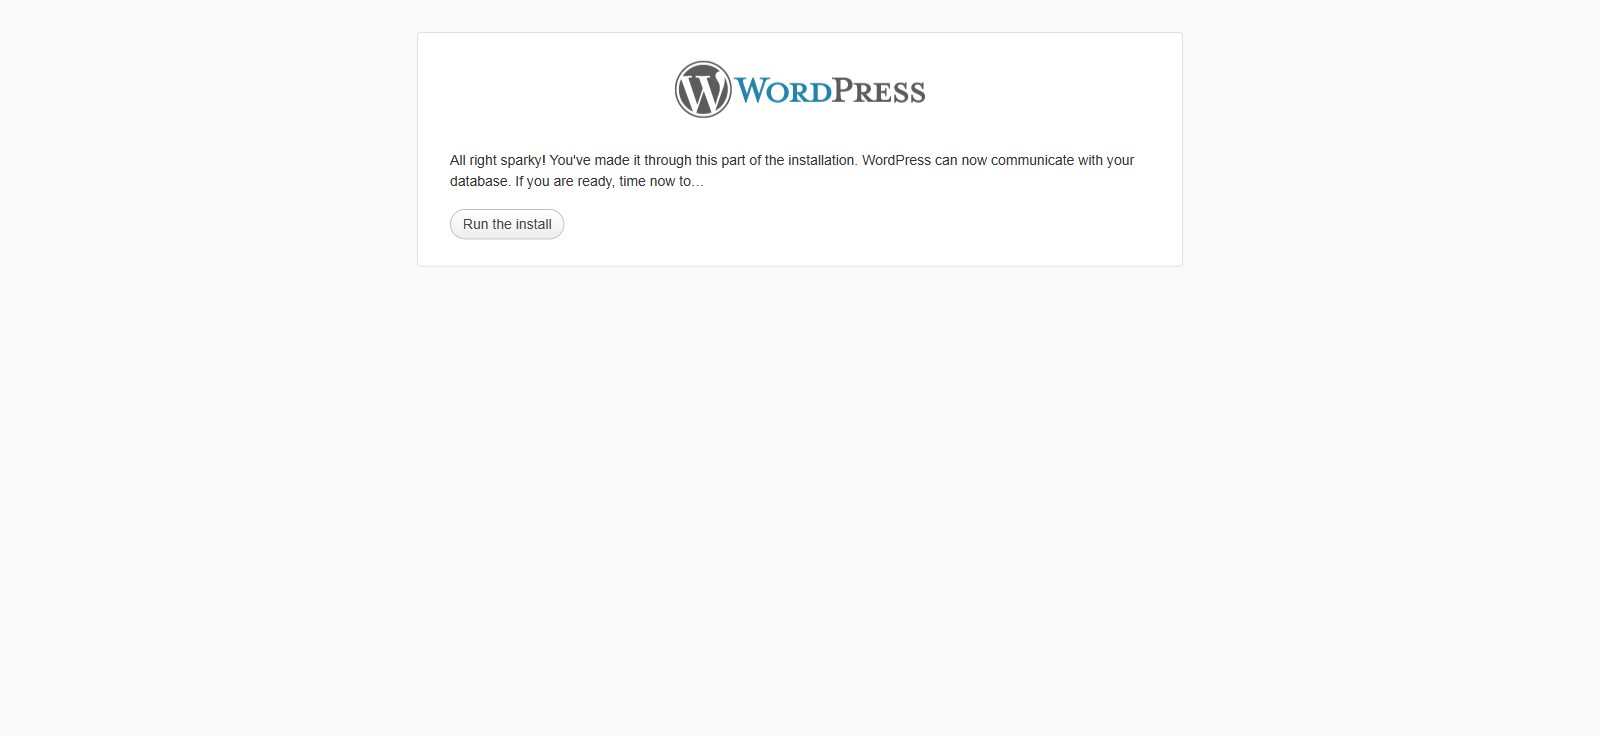 WORDPRESS
All right sparky! You've made it through this part of the installation. WordPress can now communicate with your
database. If you are ready, time now to…
Run the install